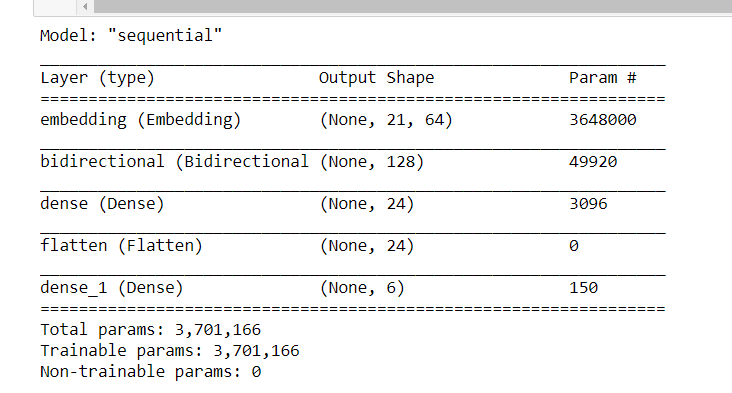 Model: "sequential"
Layer (type) Output Shape Param #
embedding (Embedding) (None, 21, 64) 3648000
bidirectional (Bidirectional (None, 128) 49920
dense (Dense) (None, 24) 3096
flatten (Flatten) (None, 24) 0
dense_1 (Dense) (None, 6) 150
Total params: 3,701,166
Trainable params: 3,701,166
Non-trainable params: 0